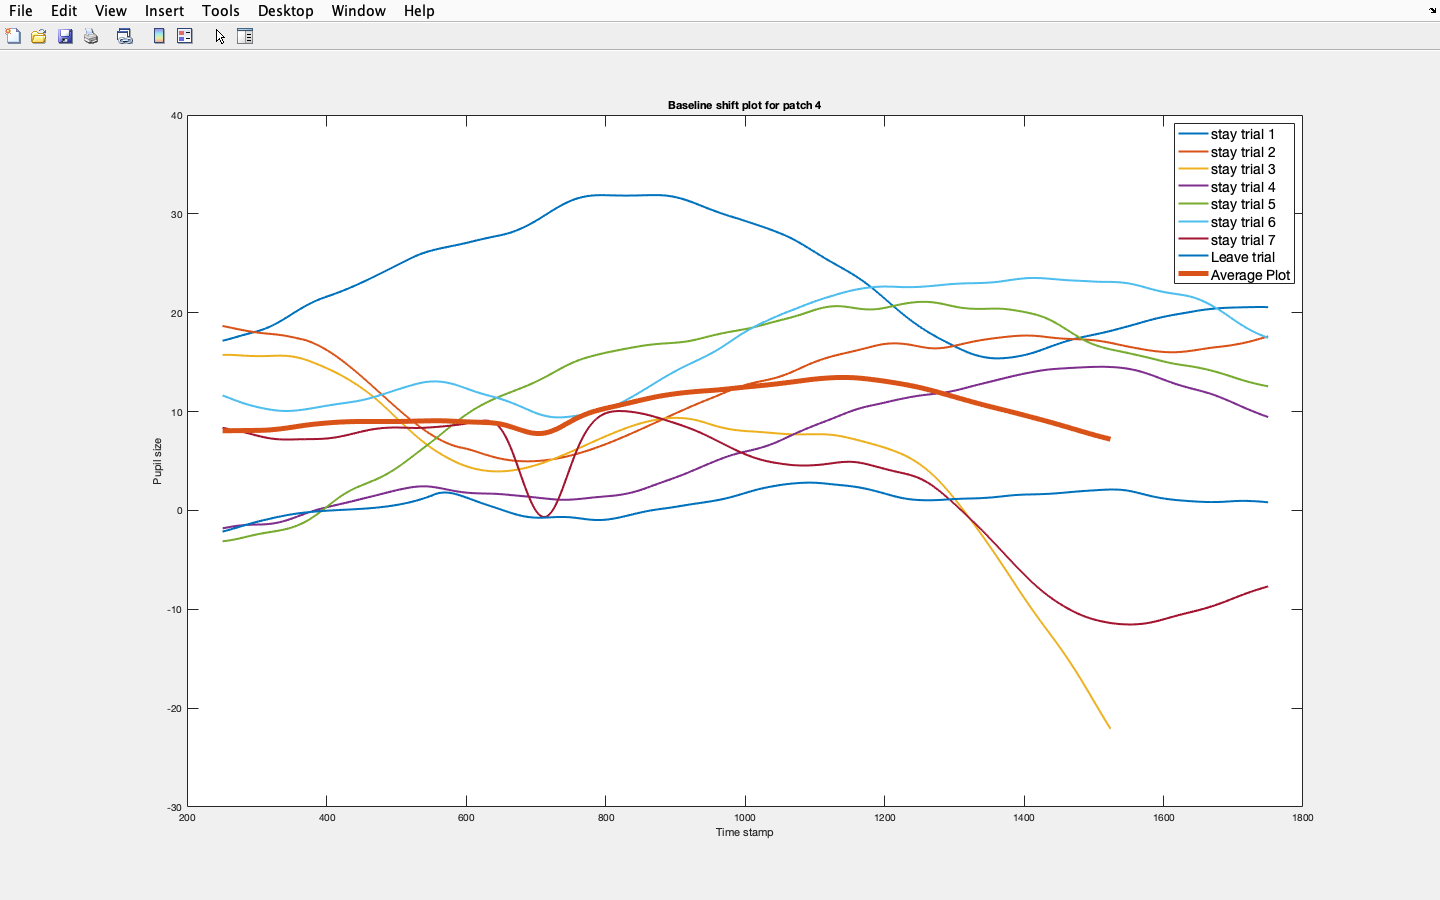 File Edit View Insert Tools Desktop Window Help
Baseline shift plot for patch 4
40
30
20
10
0
-10
-20
-30
Pupil size
stay trial 1
stay trial 2
stay trial 3
stay trial 4
stay trial 5
stay trial 6
stay trial 7
Leave trial
Average Plot
200 400 600 800 1000 1200 1400 1600 1800
Time stamp